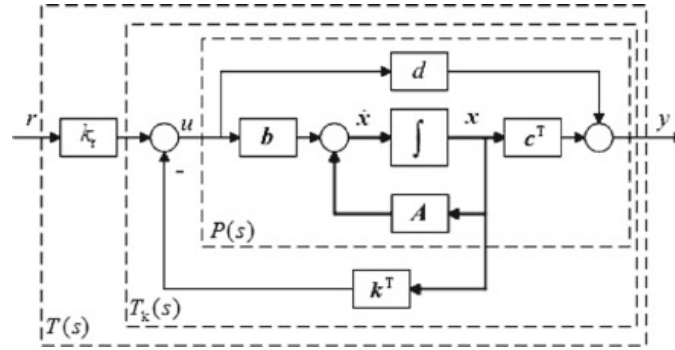 d
r
u
ẋ
x
y
k_r
b
∫
c^T
-
A
P(s)
k^T
T_k(s)
T(s)